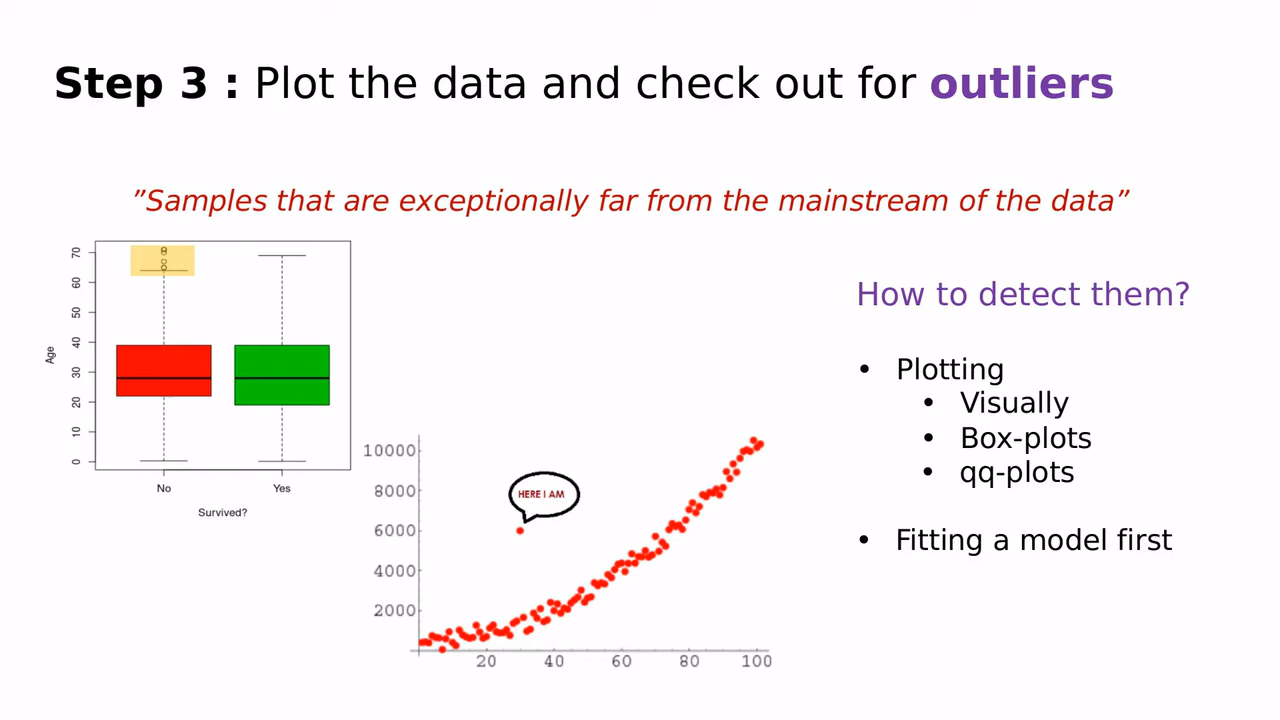 Step 3 : Plot the data and check out for outliers
”Samples that are exceptionally far from the mainstream of the data”
70
60
50
40
30
20
10
0
Age
No Yes
Survived?
10000
8000
6000
4000
2000
20 40 60 80 100
HERE I AM
How to detect them?
• Plotting
• Visually
• Box-plots
• qq-plots
• Fitting a model first